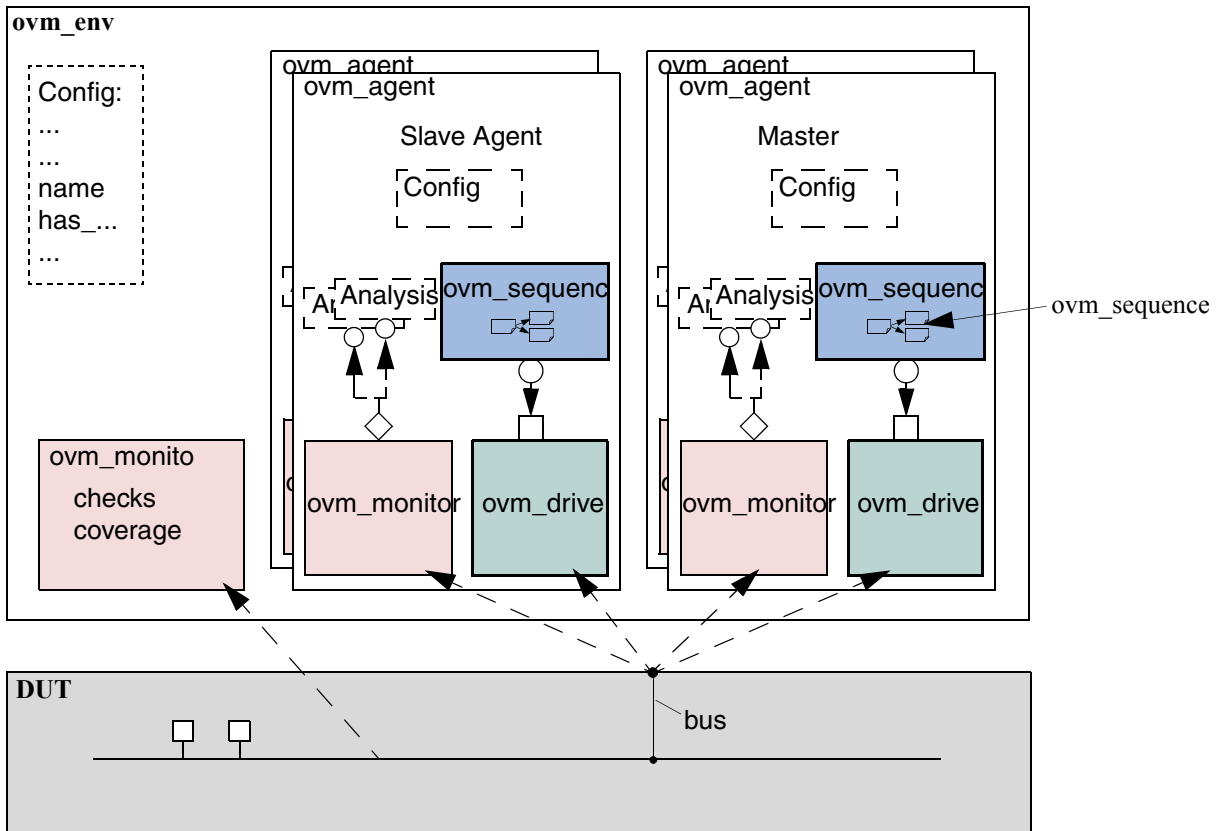 ovm_env
Config:
...
...
name
has_...
...
ovm_agent
ovm_agent
Slave Agent
Config
Analysis
ovm_sequenc
ovm_monitor
ovm_drive
ovm_agent
ovm_agent
Master
Config
Analysis
ovm_sequenc
ovm_sequence
ovm_monitor
ovm_drive
ovm_monito
checks
coverage
DUT
bus